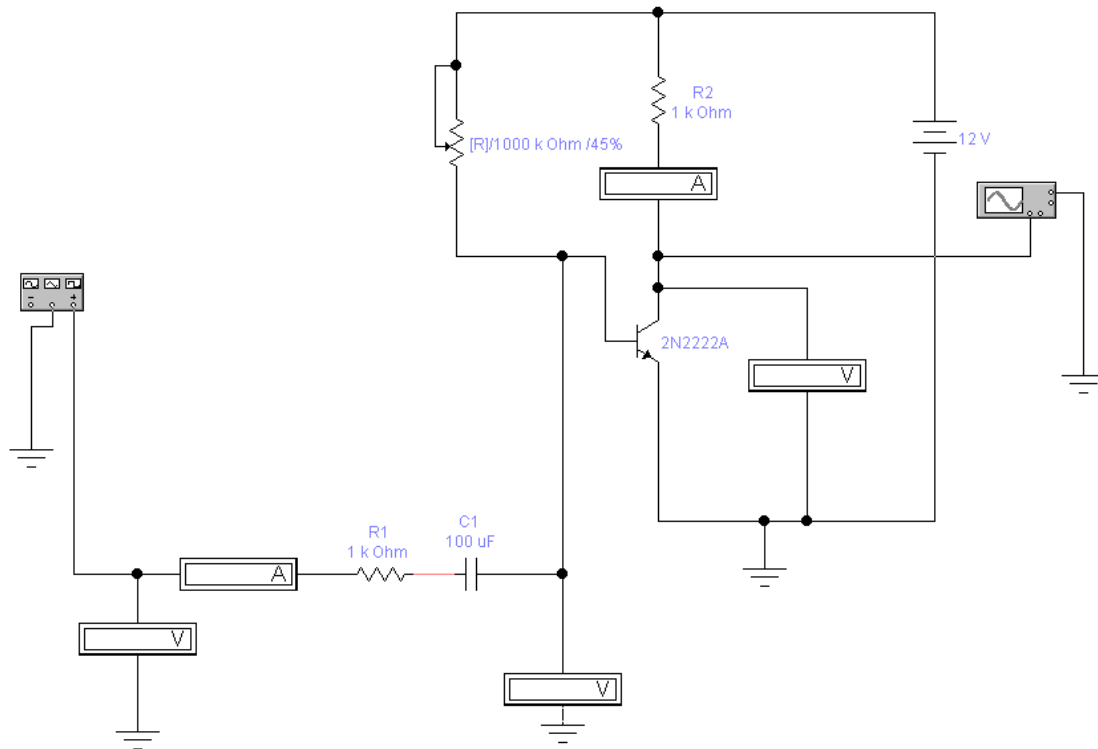 R2
1 k Ohm
[R]/1000 k Ohm /45%
12 V
A
2N2222A
V
R1
1 k Ohm
C1
100 uF
A
V
V